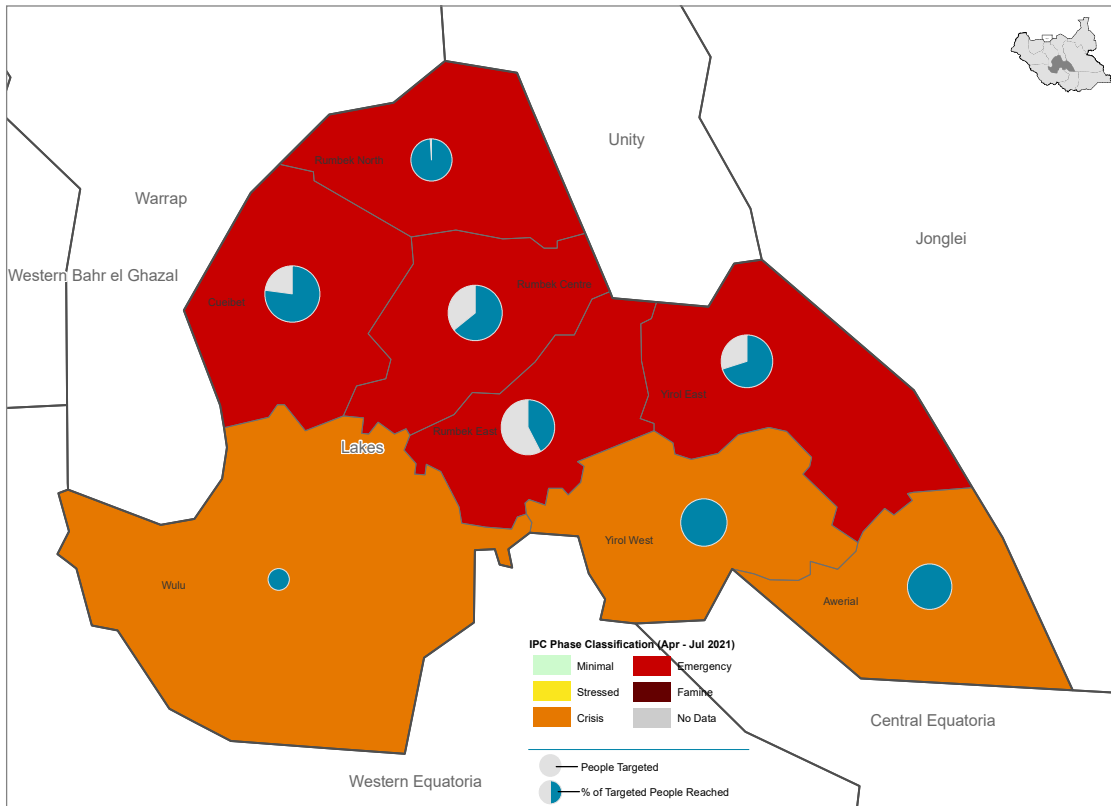 Unity
Rumbek North
Warrap
Jonglei
Western Bahr el Ghazal
Rumbek Centre
Cueibet
Yirol East
Rumbek East
Lakes
Yirol West
Wulu
Awerial
IPC Phase Classification (Apr - Jul 2021)
Minimal
Emergency
Stressed
Famine
Crisis
No Data
Central Equatoria
People Targeted
Western Equatoria
% of Targeted People Reached